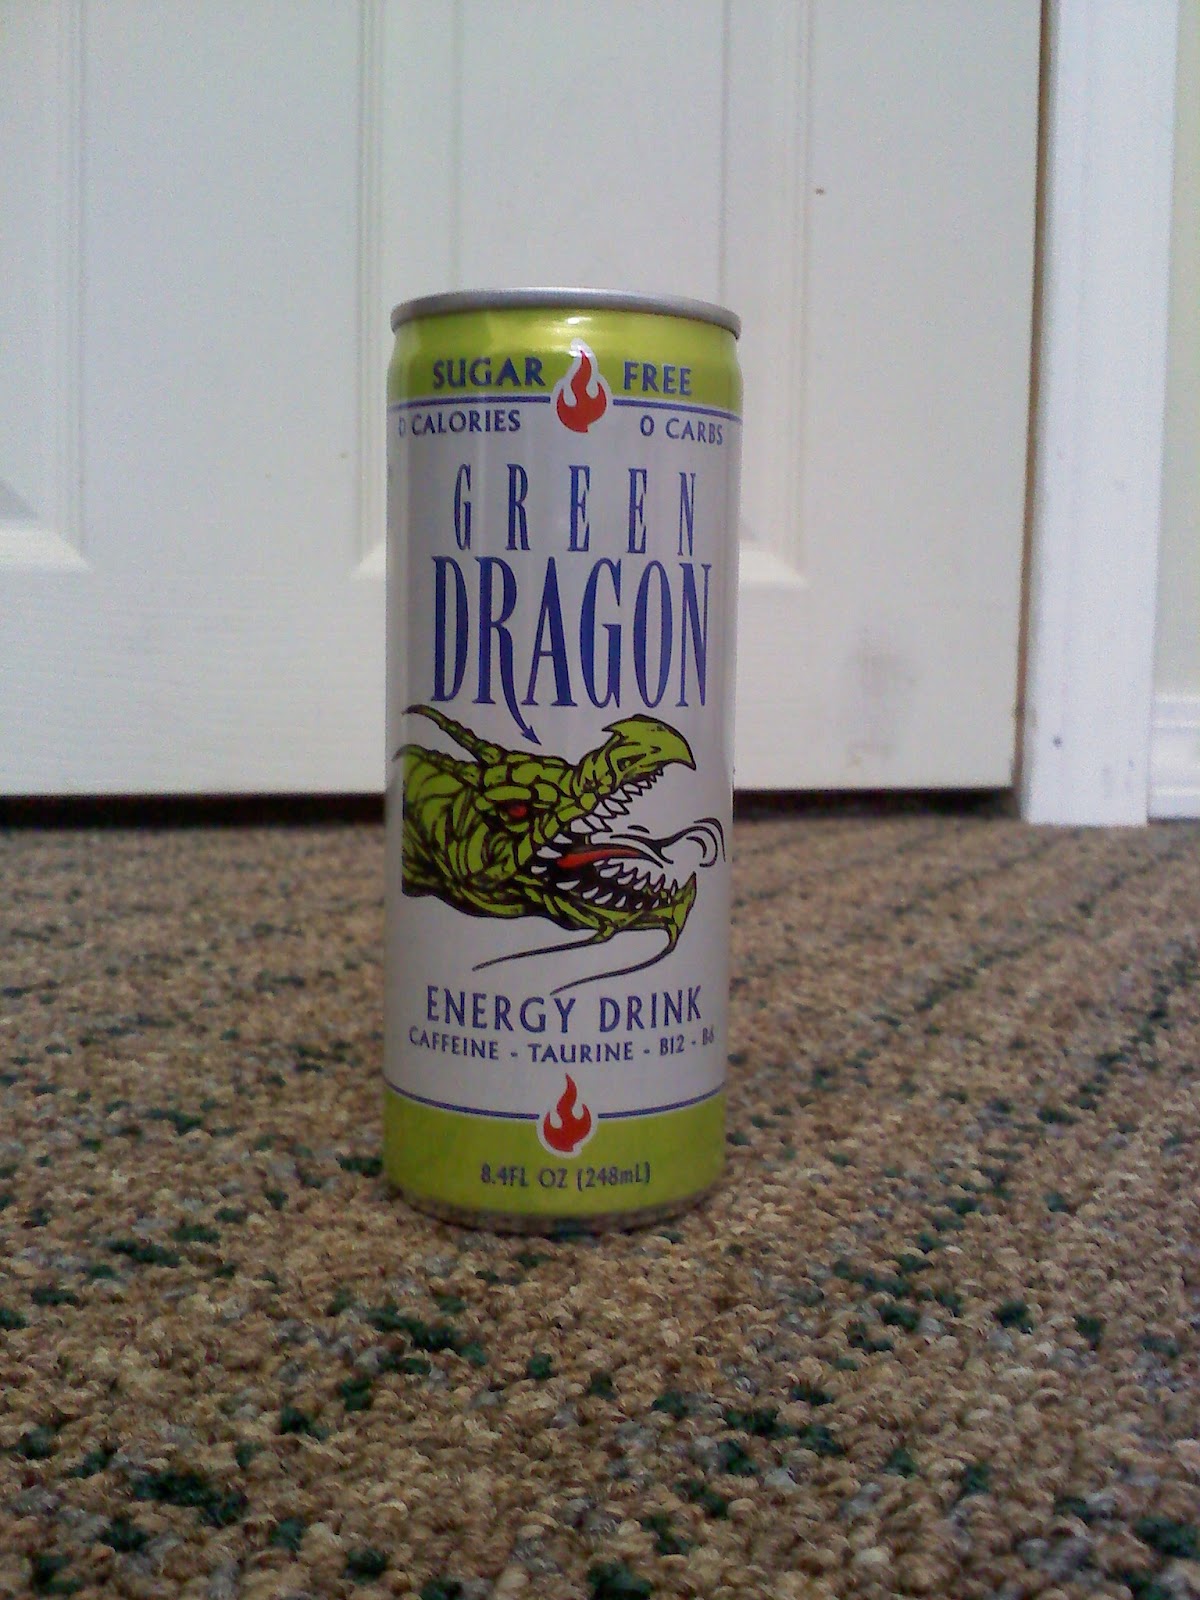 SUGAR FREE
0 CALORIES 0 CARBS
GREEN
DRAGON
ENERGY DRINK
CAFFEINE - TAURINE - B12 - B6
8.4FL OZ (248mL)